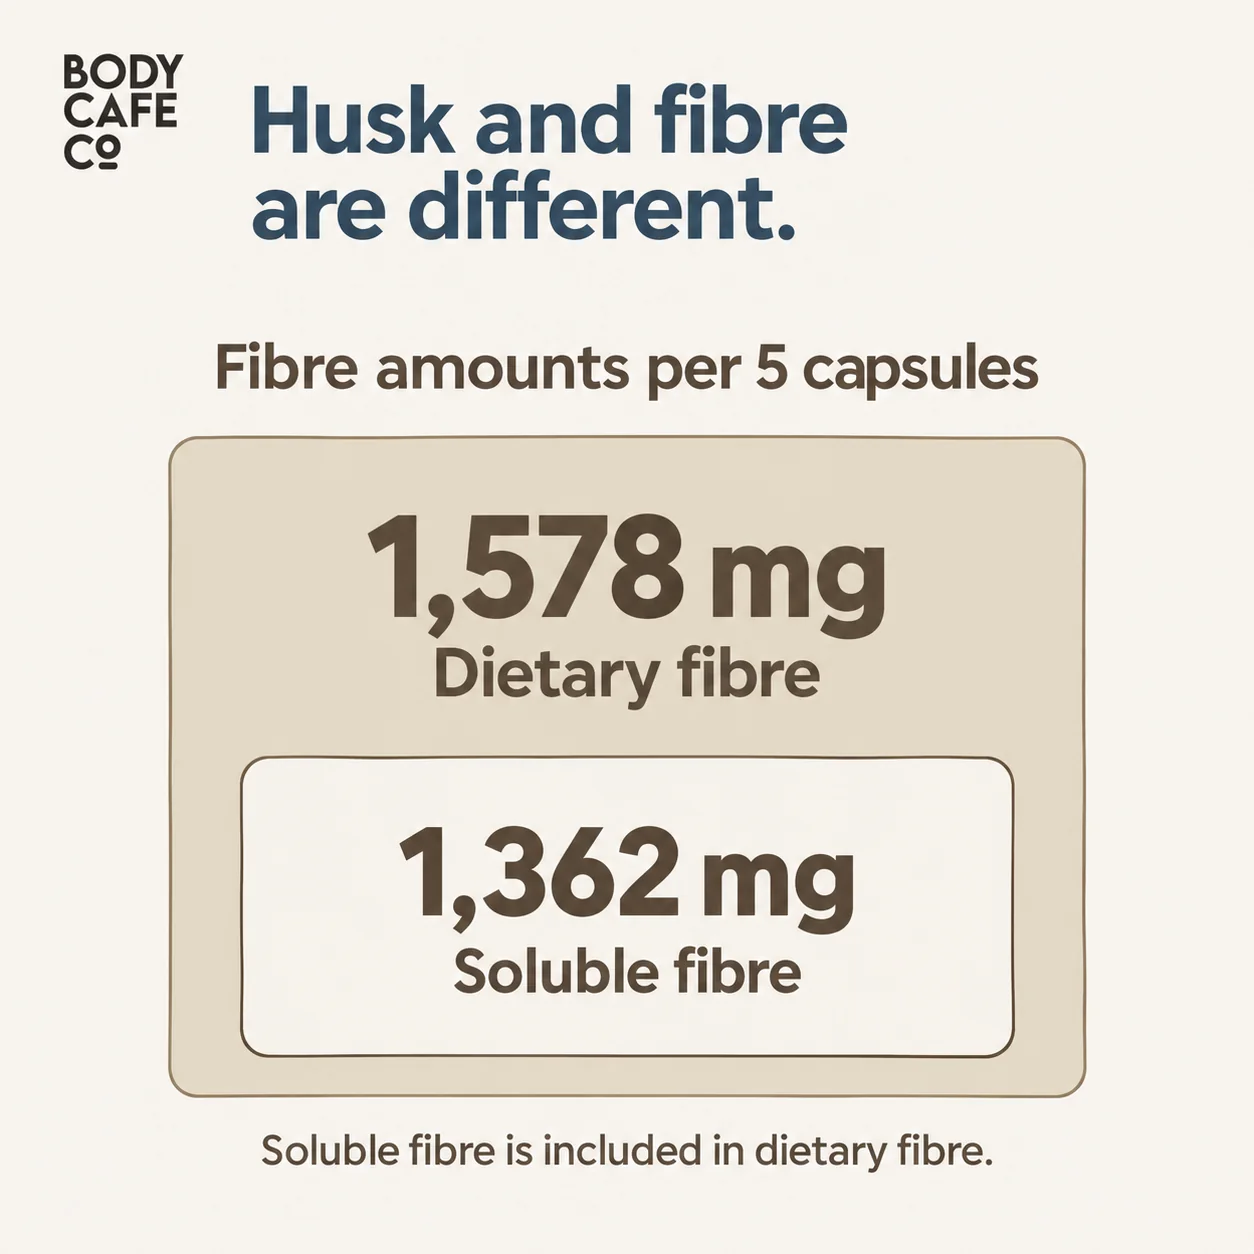 BODY
CAFE
Co
Husk and fibre
are different.
Fibre amounts per 5 capsules
1,578 mg
Dietary fibre
1,362 mg
Soluble fibre
Soluble fibre is included in dietary fibre.